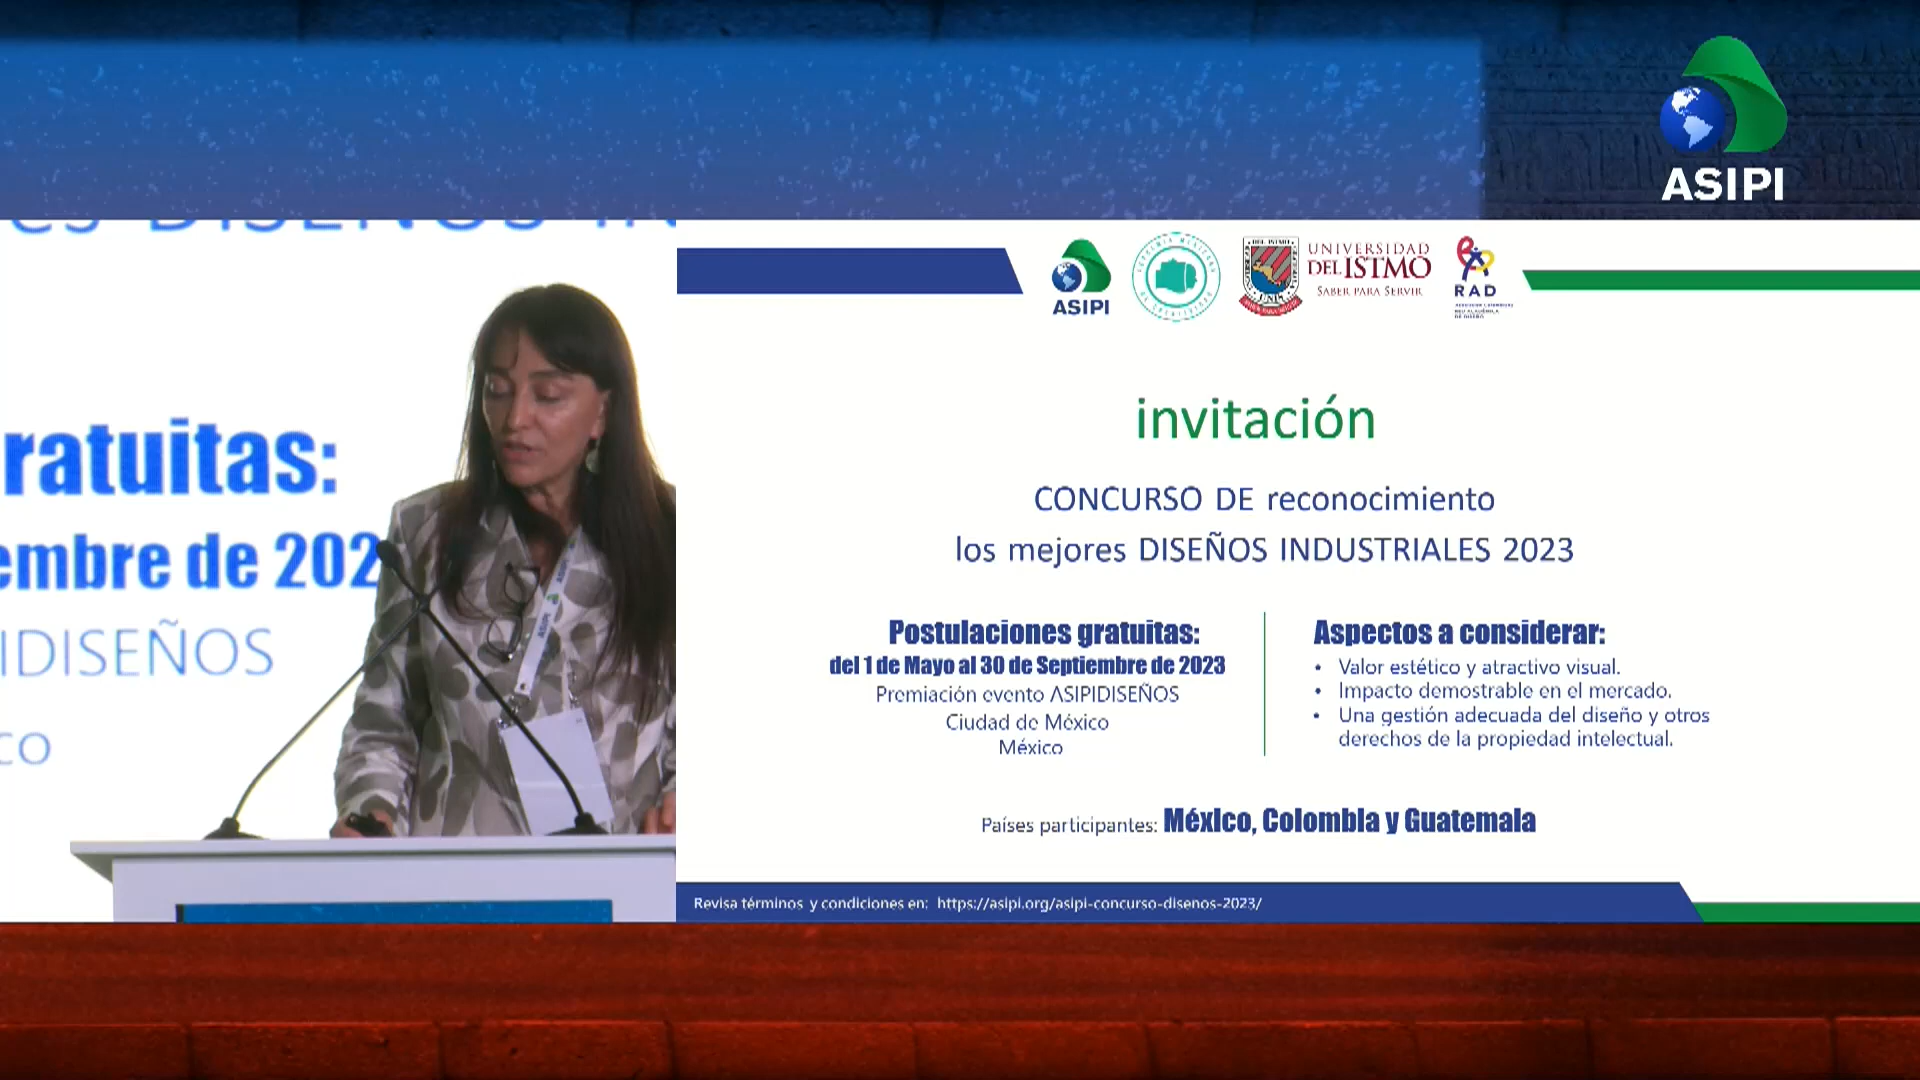 ASIPI
ratuitas:
embre de 202
IDISEÑOS
co
ASIPI
ASIPI
UNIVERSIDAD
DEL ISTMO
SABER PARA SERVIR
RAD
invitación
CONCURSO DE reconocimiento
los mejores DISEÑOS INDUSTRIALES 2023
Postulaciones gratuitas:
del 1 de Mayo al 30 de Septiembre de 2023
Premiación evento ASIPIDISEÑOS
Ciudad de México
México
Aspectos a considerar:
• Valor estético y atractivo visual.
• Impacto demostrable en el mercado.
• Una gestión adecuada del diseño y otros
derechos de la propiedad intelectual.
Países participantes: México, Colombia y Guatemala
Revisa términos y condiciones en: https://asipi.org/asipi-concurso-disenos-2023/